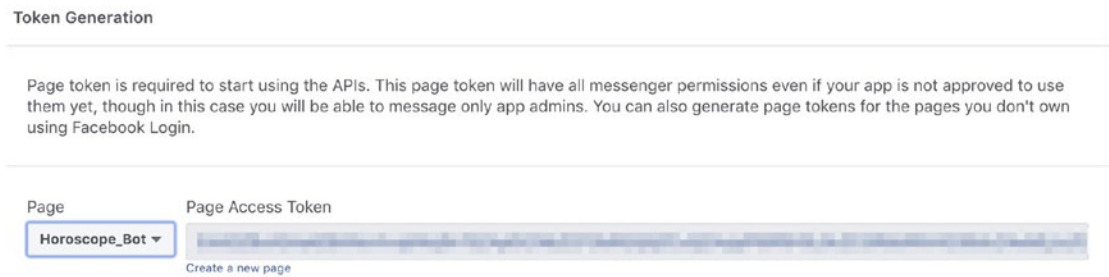 Token Generation
Page token is required to start using the APIs. This page token will have all messenger permissions even if your app is not approved to use
them yet, though in this case you will be able to message only app admins. You can also generate page tokens for the pages you don't own
using Facebook Login.
Page Page Access Token
Horoscope_Bot
Create a new page